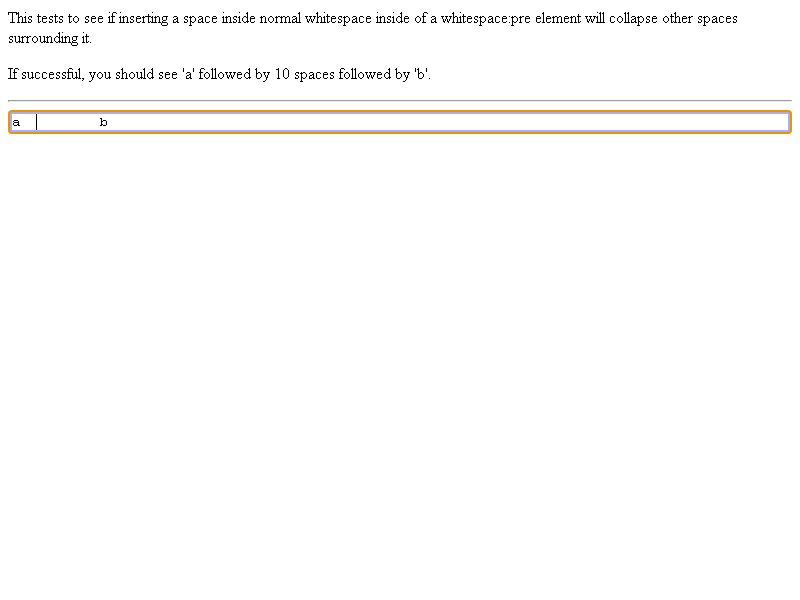 This tests to see if inserting a space inside normal whitespace inside of a whitespace:pre element will collapse other spaces
surrounding it.
If successful, you should see 'a' followed by 10 spaces followed by 'b'.
a          b